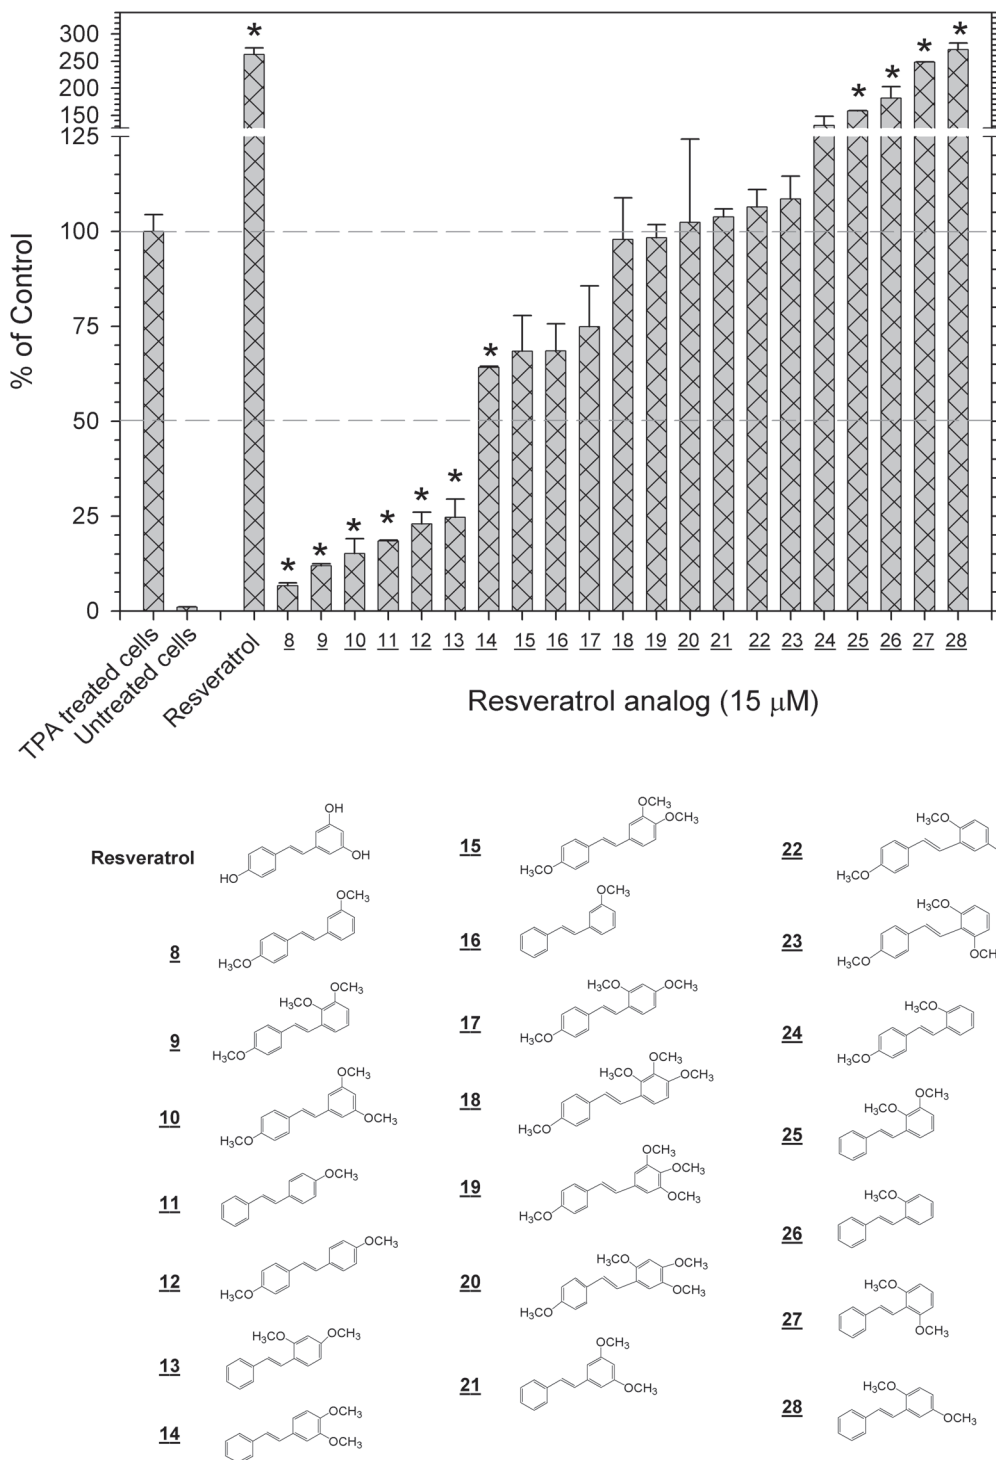 % of Control
300
250
200
150
125
100
75
50
25
0
* * * * * * * * * * * *
TPA treated cells
Untreated cells
Resveratrol
8 9 10 11 12 13 14 15 16 17 18 19 20 21 22 23 24 25 26 27 28
Resveratrol analog (15 μM)
Resveratrol
OH
OH
HO
8
OCH₃
H₃CO
9
OCH₃
H₃CO
H₃CO
10
OCH₃
OCH₃
H₃CO
11
OCH₃
12
OCH₃
H₃CO
13
H₃CO
OCH₃
14
OCH₃
OCH₃
15
OCH₃
OCH₃
H₃CO
16
OCH₃
17
H₃CO
OCH₃
H₃CO
18
OCH₃
H₃CO
OCH₃
H₃CO
19
OCH₃
OCH₃
OCH₃
H₃CO
20
H₃CO
OCH₃
OCH₃
H₃CO
21
OCH₃
OCH₃
22
H₃CO
H₃CO
23
H₃CO
H₃CO
OCH
24
H₃CO
H₃CO
25
OCH₃
H₃CO
26
H₃CO
27
H₃CO
OCH₃
28
H₃CO
OCH₃